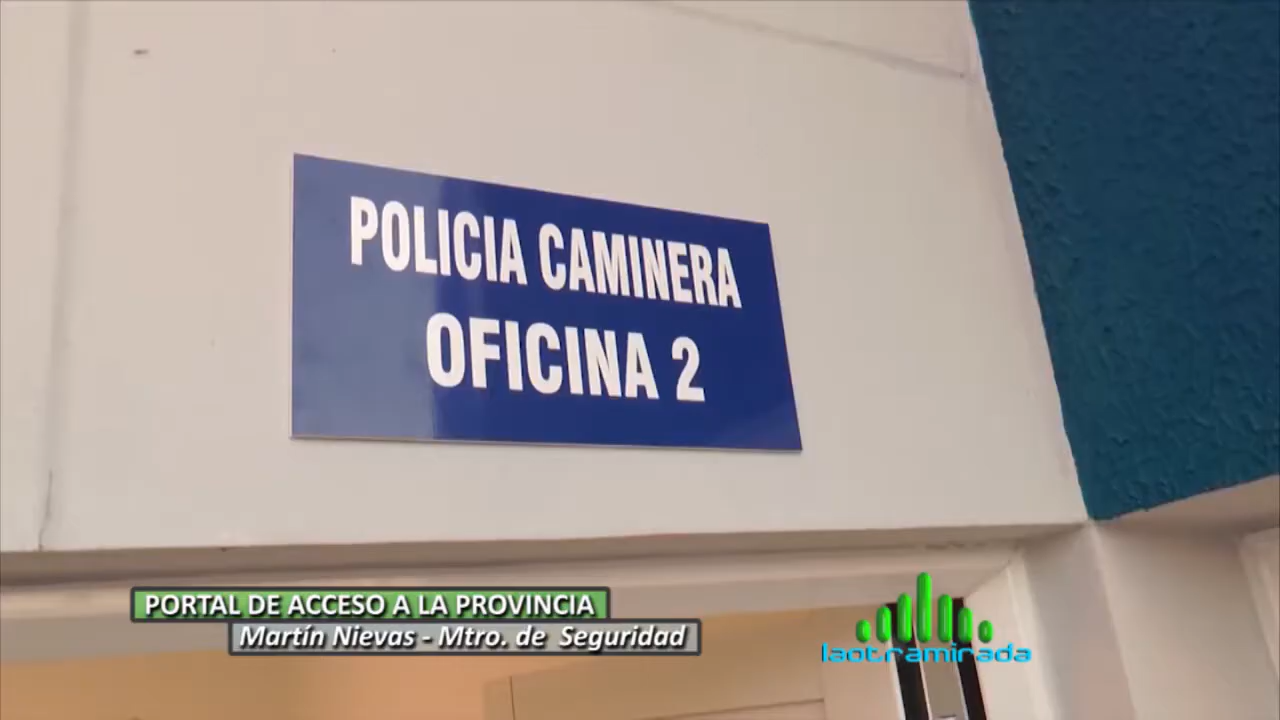 POLICIA CAMINERA
OFICINA 2
PORTAL DE ACCESO A LA PROVINCIA
Martín Nievas - Mtro. de Seguridad
laotramirada